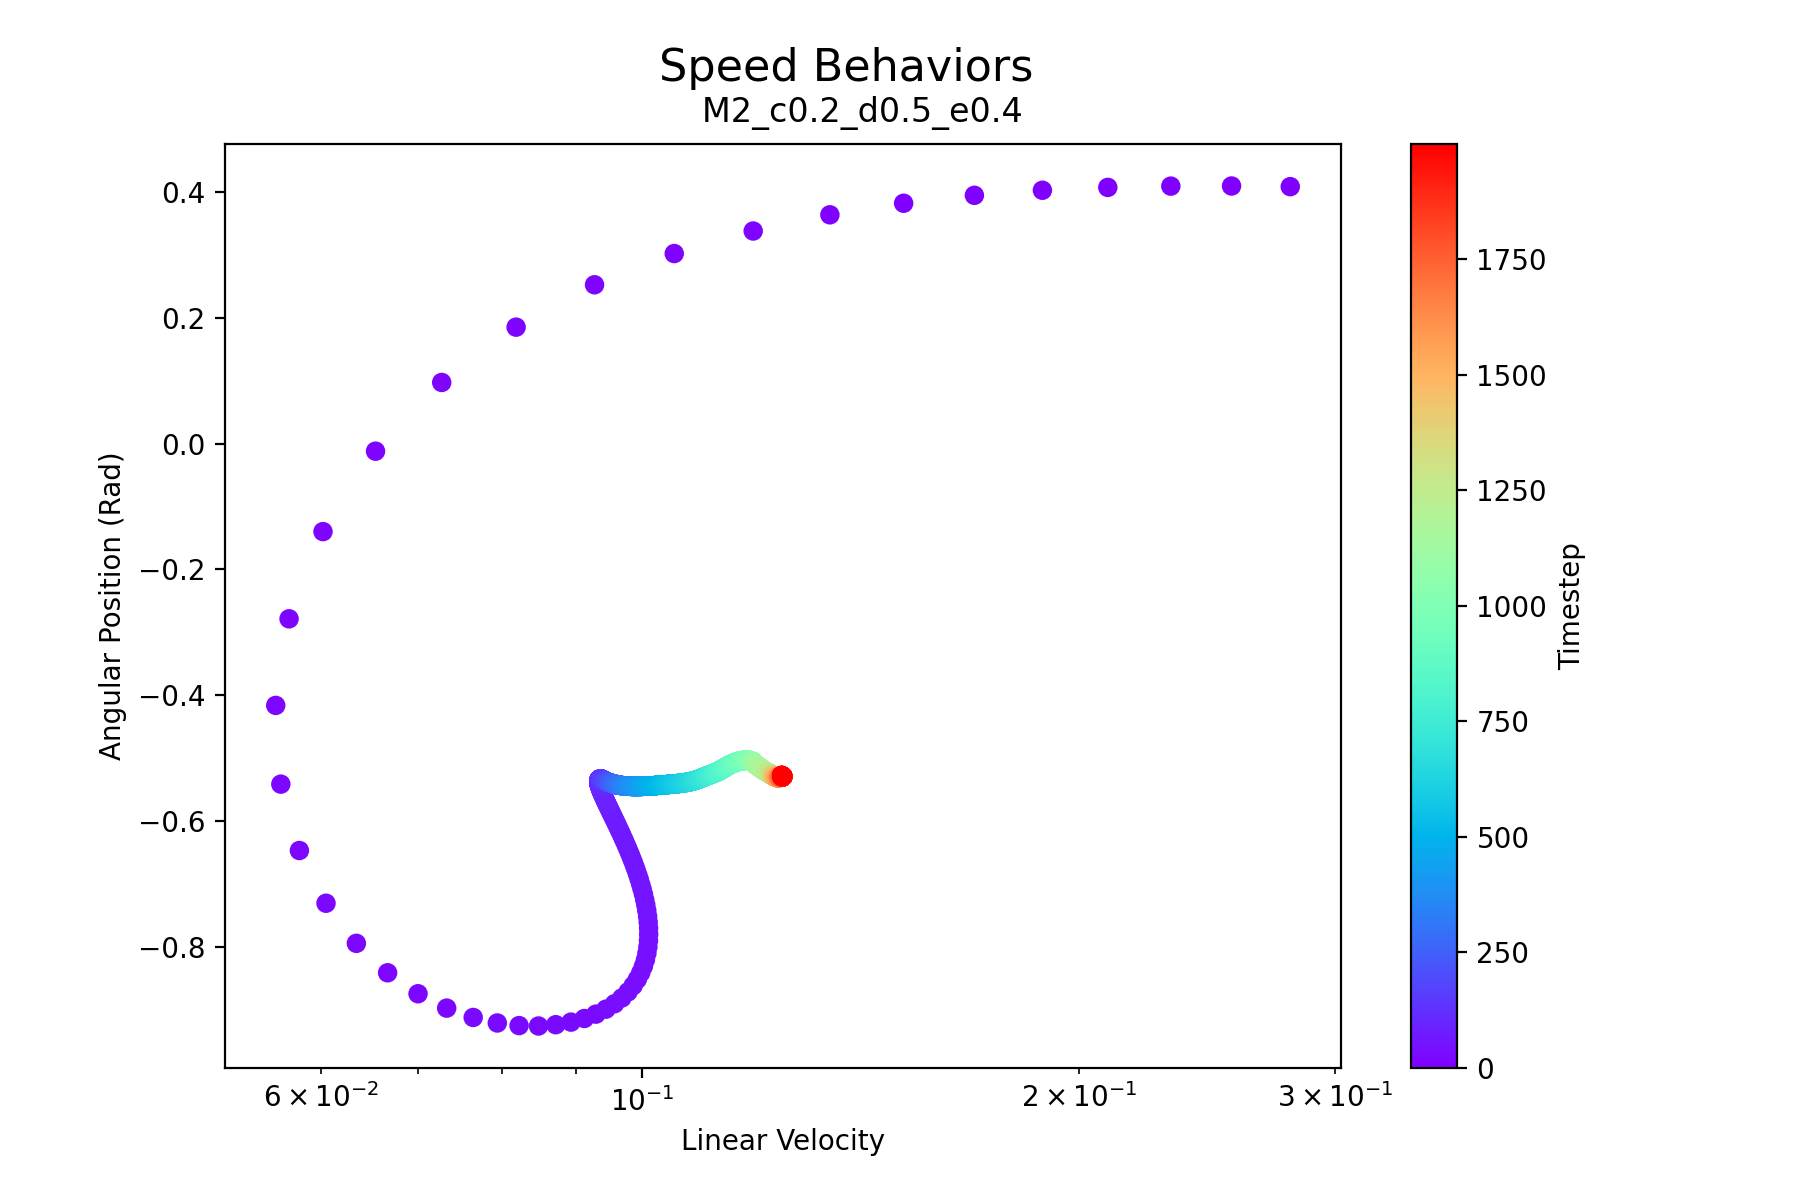 Speed Behaviors
M2_c0.2_d0.5_e0.4
Angular Position (Rad)
0.4
0.2
0.0
−0.2
−0.4
−0.6
−0.8
6 × 10⁻²
10⁻¹
2 × 10⁻¹
3 × 10⁻¹
Linear Velocity
1750
1500
1250
1000
750
500
250
0
Timestep